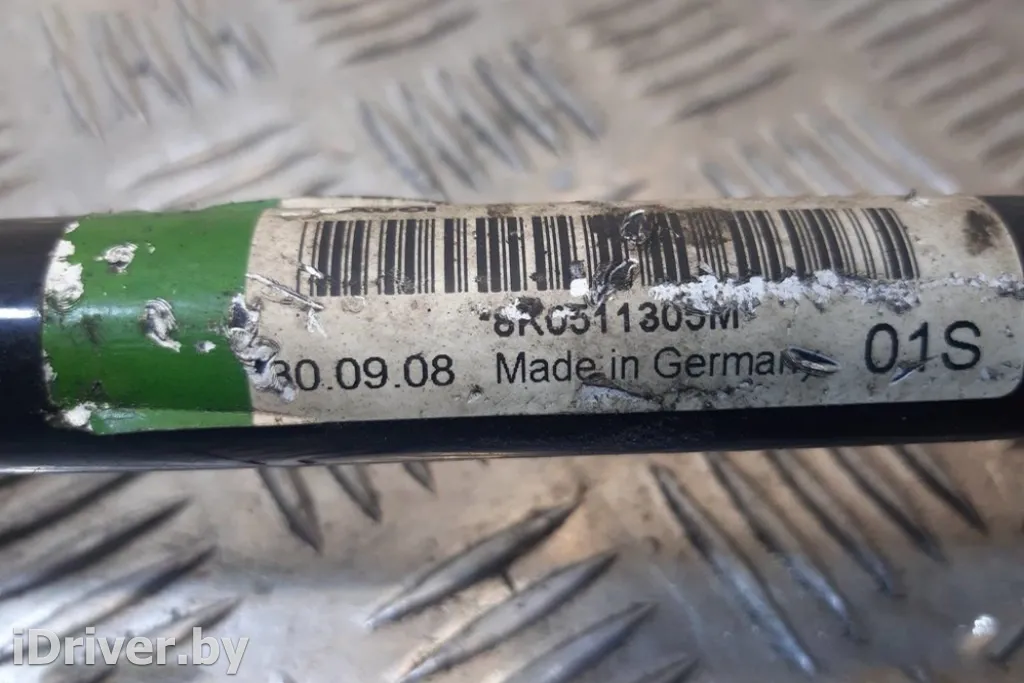 8R0511305M
30.09.08 Made in Germany 01S
iDriver.by